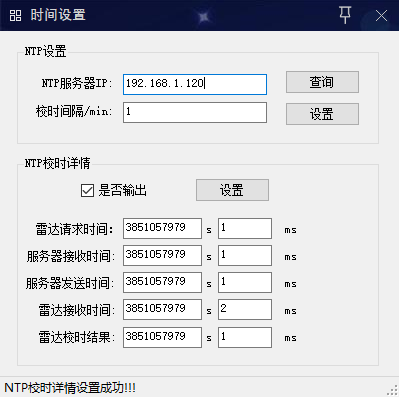 时间设置
NTP设置
NTP服务器IP: 192.168.1.120 查询
校时间隔/min: 1 设置
NTP校时详情
是否输出 设置
雷达请求时间: 3851057979 s 1 ms
服务器接收时间: 3851057979 s 1 ms
服务器发送时间: 3851057979 s 1 ms
雷达接收时间: 3851057979 s 2 ms
雷达校时结果: 3851057979 s 1 ms
NTP校时详情设置成功!!!